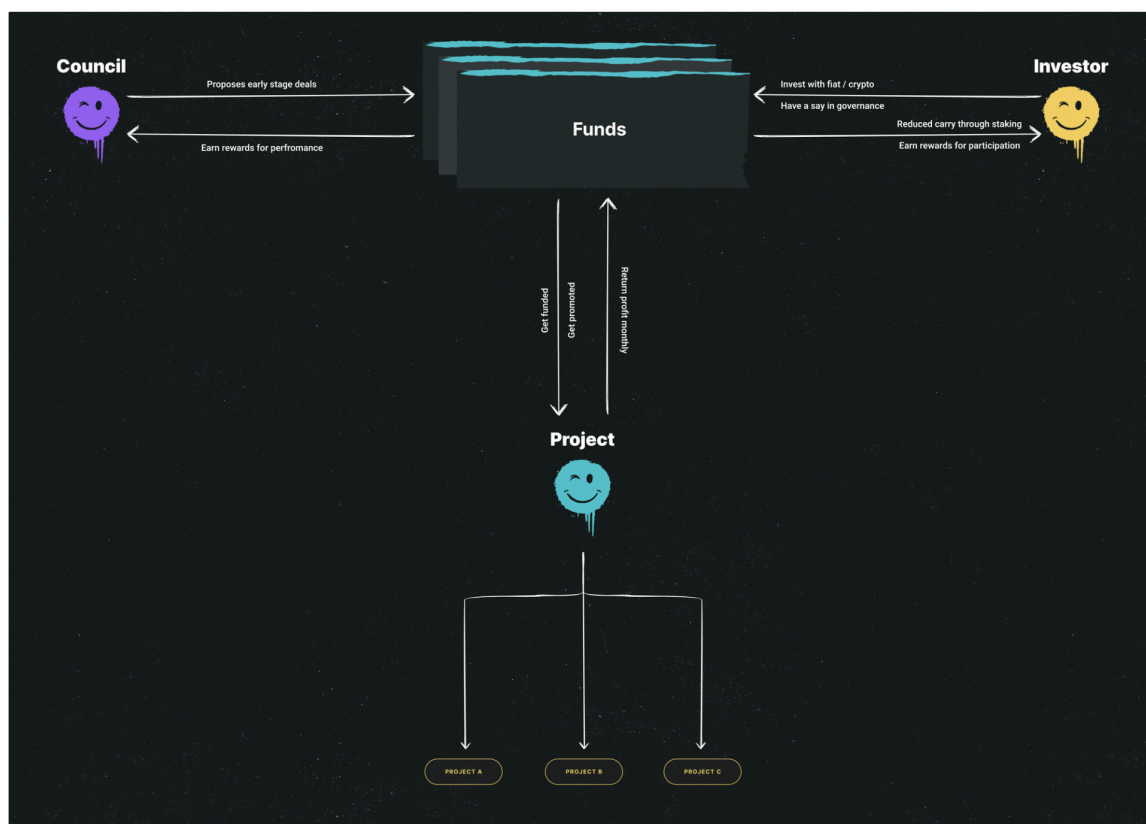 Council
Investor
Proposes early stage deals
Invest with fiat / crypto
Have a say in governance
Funds
Reduced carry through staking
Earn rewards for perfromance
Earn rewards for participation
Get funded
Get promoted
Return profit monthly
Project
PROJECT A
PROJECT B
PROJECT C